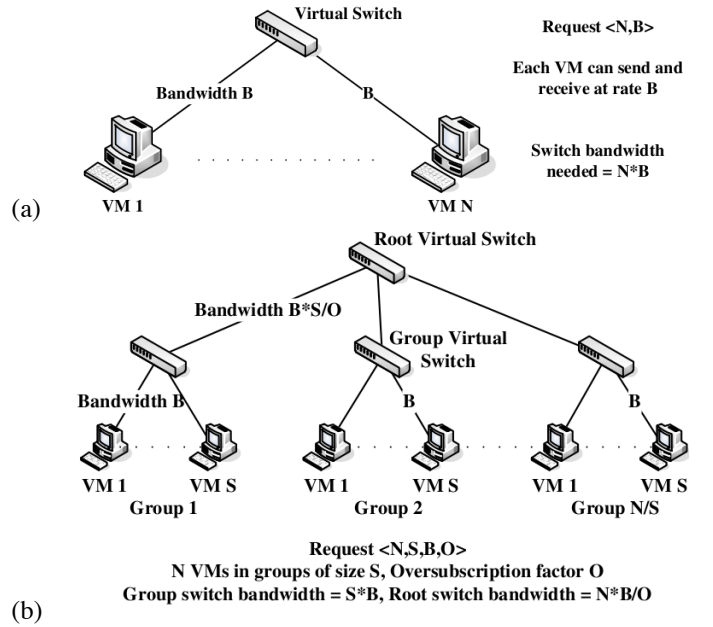 Virtual Switch
Request <N,B>
Each VM can send and
receive at rate B
Bandwidth B
B
Switch bandwidth
needed = N*B
VM 1
VM N
(a)
Root Virtual Switch
Bandwidth B*S/O
Group Virtual
Switch
Bandwidth B
B
B
VM 1
VM S
VM 1
VM S
VM 1
VM S
Group 1
Group 2
Group N/S
Request <N,S,B,O>
N VMs in groups of size S, Oversubscription factor O
Group switch bandwidth = S*B, Root switch bandwidth = N*B/O
(b)